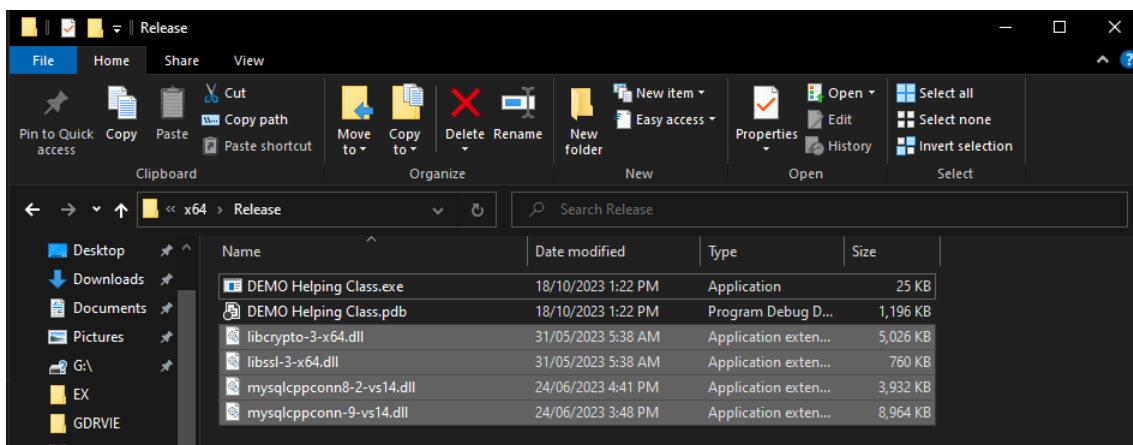 Release
File Home Share View
Pin to Quick access
Copy
Paste
Cut
Copy path
Paste shortcut
Clipboard
Move to
Copy to
Delete
Rename
Organize
New folder
New item
Easy access
New
Properties
Open
Edit
History
Open
Select all
Select none
Invert selection
Select
« x64 › Release
Search Release
Desktop
Downloads
Documents
Pictures
G:\
EX
GDRVIE
Name Date modified Type Size
DEMO Helping Class.exe 18/10/2023 1:22 PM Application 25 KB
DEMO Helping Class.pdb 18/10/2023 1:22 PM Program Debug D... 1,196 KB
libcrypto-3-x64.dll 31/05/2023 5:38 AM Application exten... 5,026 KB
libssl-3-x64.dll 31/05/2023 5:38 AM Application exten... 760 KB
mysqlcppconn8-2-vs14.dll 24/06/2023 4:41 PM Application exten... 3,932 KB
mysqlcppconn-9-vs14.dll 24/06/2023 3:48 PM Application exten... 8,964 KB